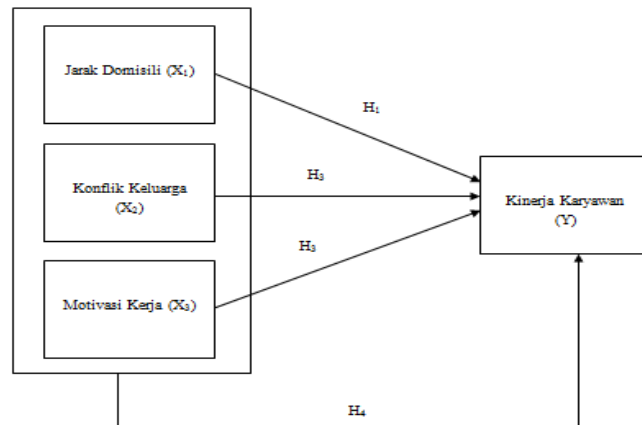 Jarak Domisili (X₁)
H₁
Konflik Keluarga
(X₂)
H₃
Kinerja Karyawan
(Y)
H₃
Motivasi Kerja (X₃)
H₄